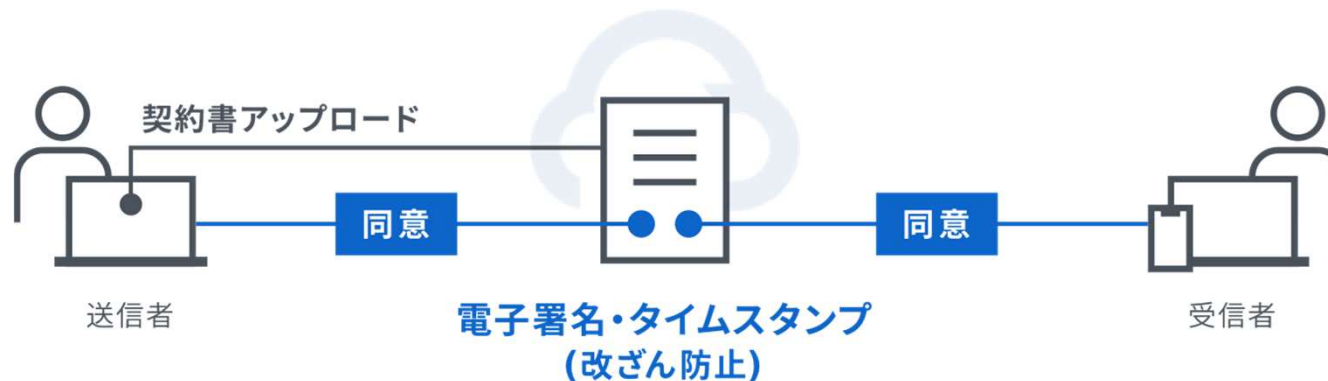 契約書アップロード
同意
同意
送信者
電子署名・タイムスタンプ
(改ざん防止)
受信者